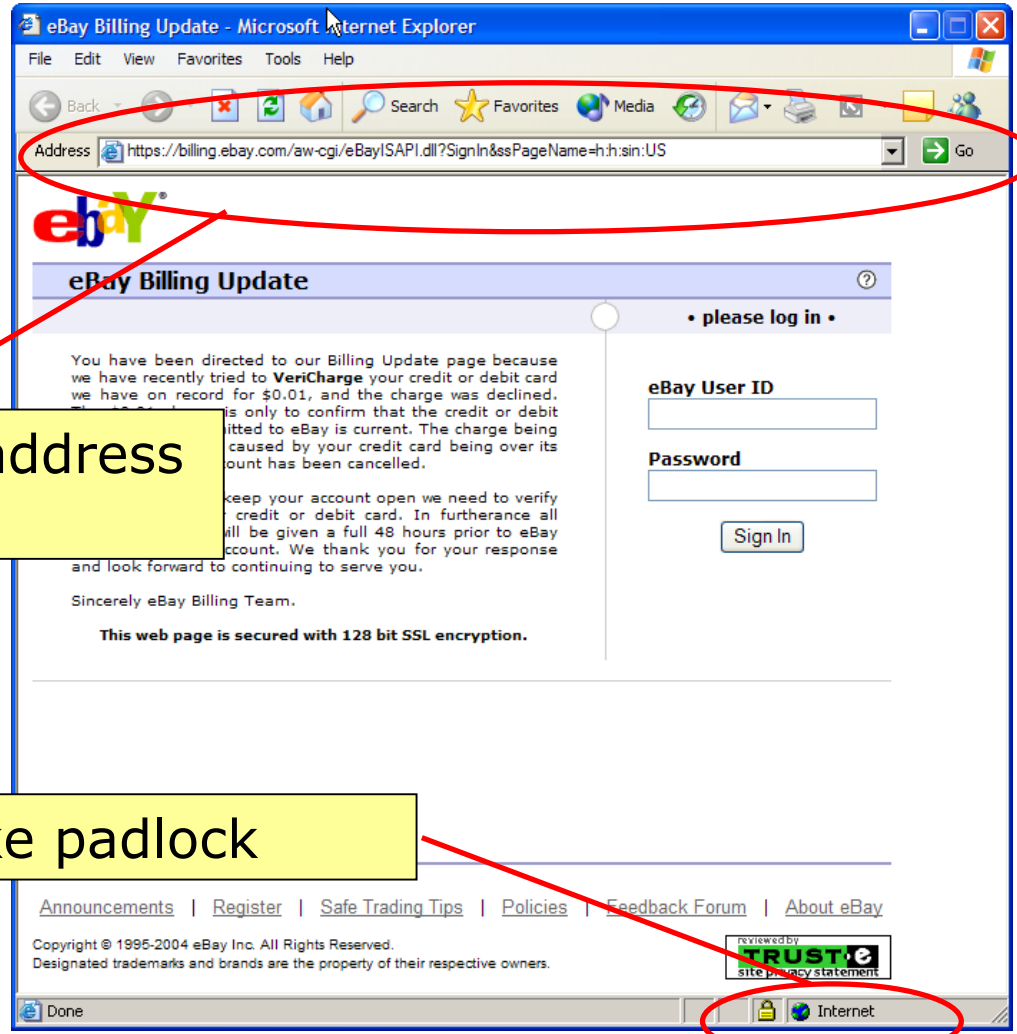 eBay Billing Update - Microsoft Internet Explorer
File Edit View Favorites Tools Help
Back Search Favorites Media
Address https://billing.ebay.com/aw-cgi/eBayISAPI.dll?SignIn&ssPageName=h:h:sin:US Go
ebaY®
eBay Billing Update ?
• please log in •
You have been directed to our Billing Update page because
we have recently tried to VeriCharge your credit or debit card
we have on record for $0.01, and the charge was declined.
is only to confirm that the credit or debit
to eBay is current. The charge being
caused by your credit card being over its
has been cancelled.
keep your account open we need to verify
credit or debit card. In furtherance all
be given a full 48 hours prior to eBay
We thank you for your response
and look forward to continuing to serve you.
Sincerely eBay Billing Team.
This web page is secured with 128 bit SSL encryption.
eBay User ID
Password
Sign In
address
padlock
Announcements | Register | Safe Trading Tips | Policies | Feedback Forum | About eBay
Copyright © 1995-2004 eBay Inc. All Rights Reserved.
Designated trademarks and brands are the property of their respective owners.
reviewed by
TRUST·e
site privacy statement
Done Internet